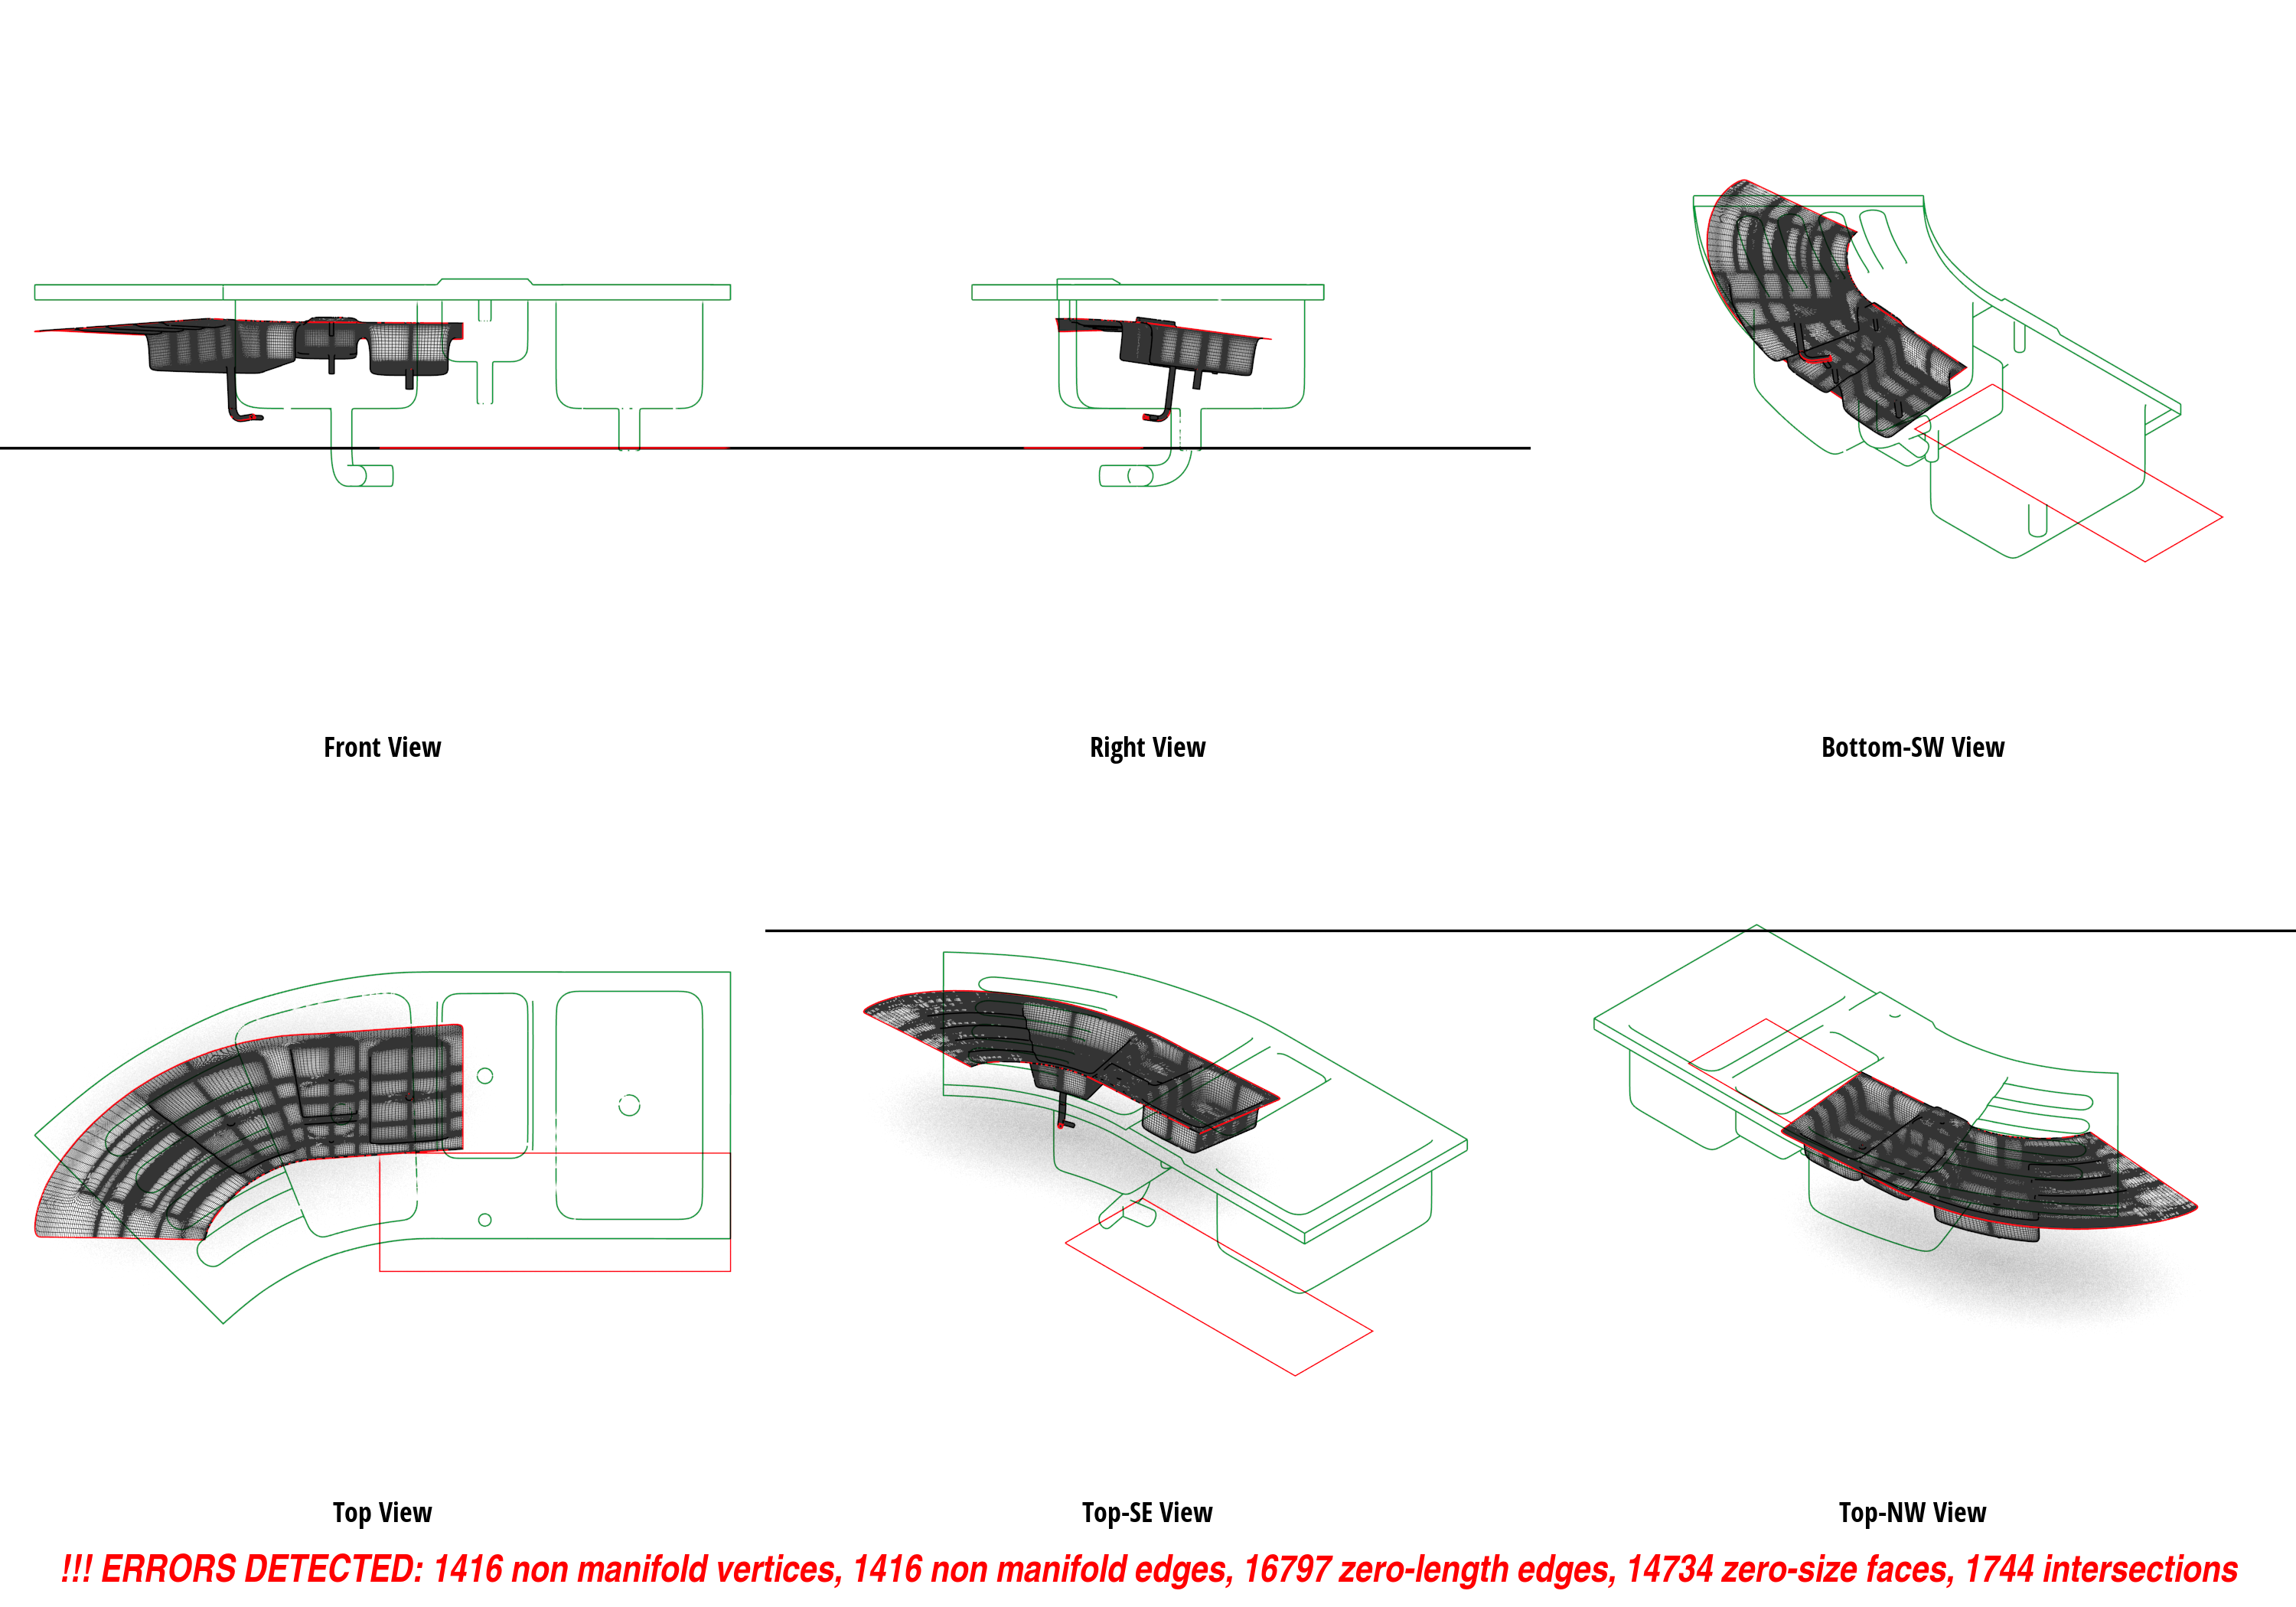 Front View
Right View
Bottom-SW View
Top View
Top-SE View
Top-NW View
!!! ERRORS DETECTED: 1416 non manifold vertices, 1416 non manifold edges, 16797 zero-length edges, 14734 zero-size faces, 1744 intersections